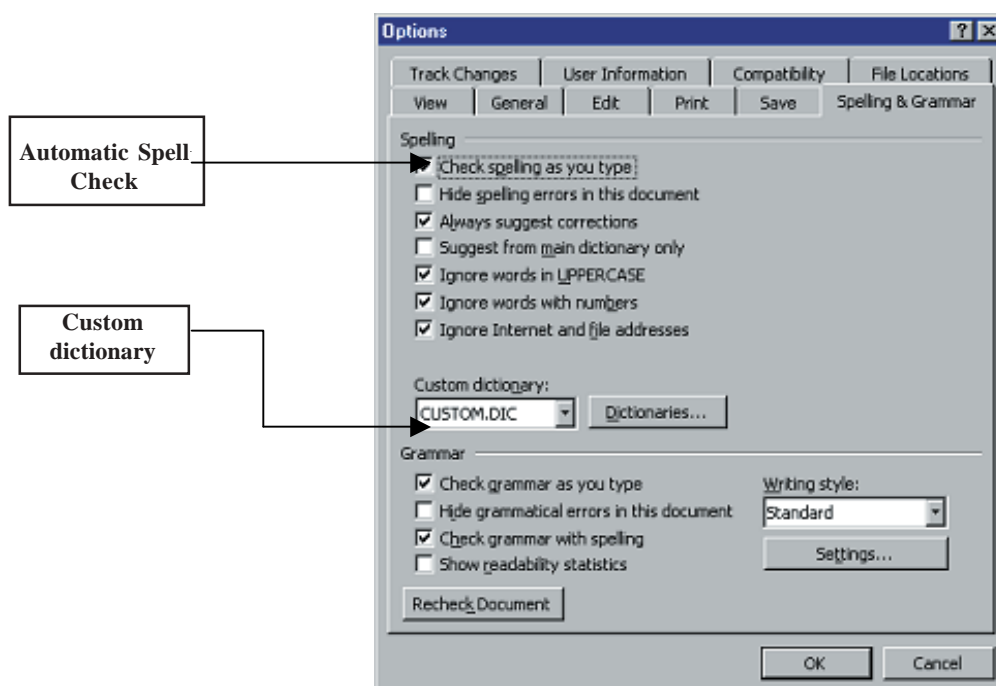 Options
Track Changes
User Information
Compatibility
File Locations
View
General
Edit
Print
Save
Spelling & Grammar
Automatic Spell
Check
Spelling
Check spelling as you type
Hide spelling errors in this document
Always suggest corrections
Suggest from main dictionary only
Ignore words in UPPERCASE
Ignore words with numbers
Ignore Internet and file addresses
Custom
dictionary
Custom dictionary:
CUSTOM.DIC
Dictionaries...
Grammar
Check grammar as you type
Hide grammatical errors in this document
Check grammar with spelling
Show readability statistics
Writing style:
Standard
Settings...
Recheck Document
OK
Cancel